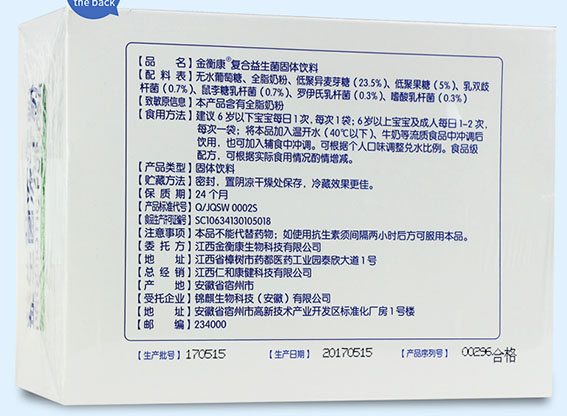 the back
【品名】金衡康®复合益生菌固体饮料
【配料表】无水葡萄糖、全脂奶粉、低聚异麦芽糖（23.5%）、低聚果糖（5%）、乳双歧
杆菌（0.7%）、鼠李糖乳杆菌（0.7%）、罗伊氏乳杆菌（0.3%）、嗜酸乳杆菌（0.3%）
【致敏原信息】本产品含有全脂奶粉
【食用方法】建议6岁以下宝宝每日1次，每次1袋；6岁以上宝宝及成人每日1-2次，
每次一袋；将本品加入温开水（40℃以下）、牛奶等流质食品中冲调后
饮用，也可加入辅食中冲调。可根据个人口味调整兑水比例。食品级
配方，可根据实际食用情况酌情增减。
【产品类型】固体饮料
【贮藏方法】密封，置阴凉干燥处保存，冷藏效果更佳。
【保质期】24个月
【产品标准代号】Q/JQSW 0002S
【食品生产许可证编号】SC10634130105018
【注意事项】本品不能代替药物；如使用抗生素须间隔两小时后方可服用本品。
【委托方】江西金衡康生物科技有限公司
【地址】江西省樟树市药都医药工业园泰欣大道1号
【总经销】江西仁和康健科技有限公司
【产地】安徽省宿州市
【受托企业】锦麒生物科技（安徽）有限公司
【地址】安徽省宿州市高新技术产业开发区标准化厂房1号楼
【邮编】234000
【生产批号】170515 【生产日期】20170515 【产品序列号】00296合格